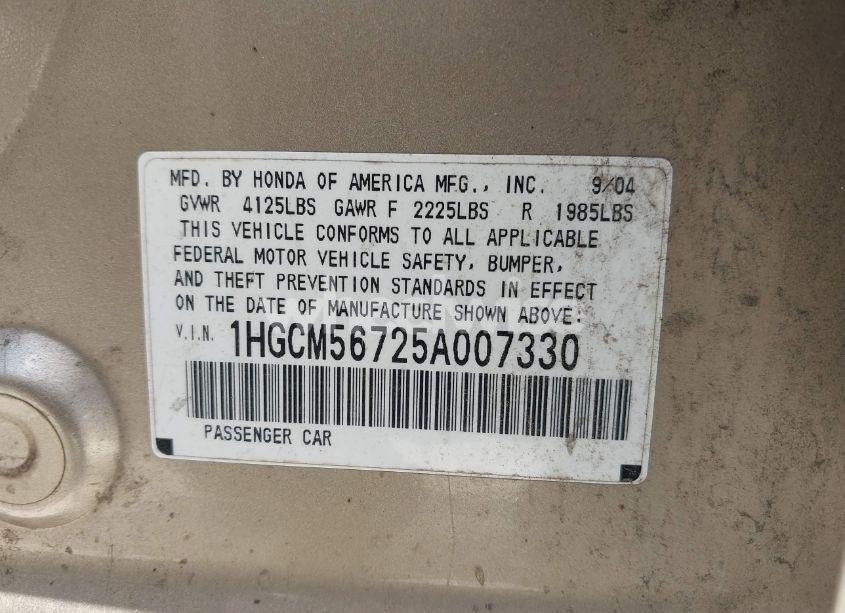 MFD. BY HONDA OF AMERICA MFG., INC. 9/04
GVWR 4125LBS GAWR F 2225LBS R 1985LBS
THIS VEHICLE CONFORMS TO ALL APPLICABLE
FEDERAL MOTOR VEHICLE SAFETY, BUMPER,
AND THEFT PREVENTION STANDARDS IN EFFECT
ON THE DATE OF MANUFACTURE SHOWN ABOVE:
V.I.N. 1HGCM56725A007330
PASSENGER CAR